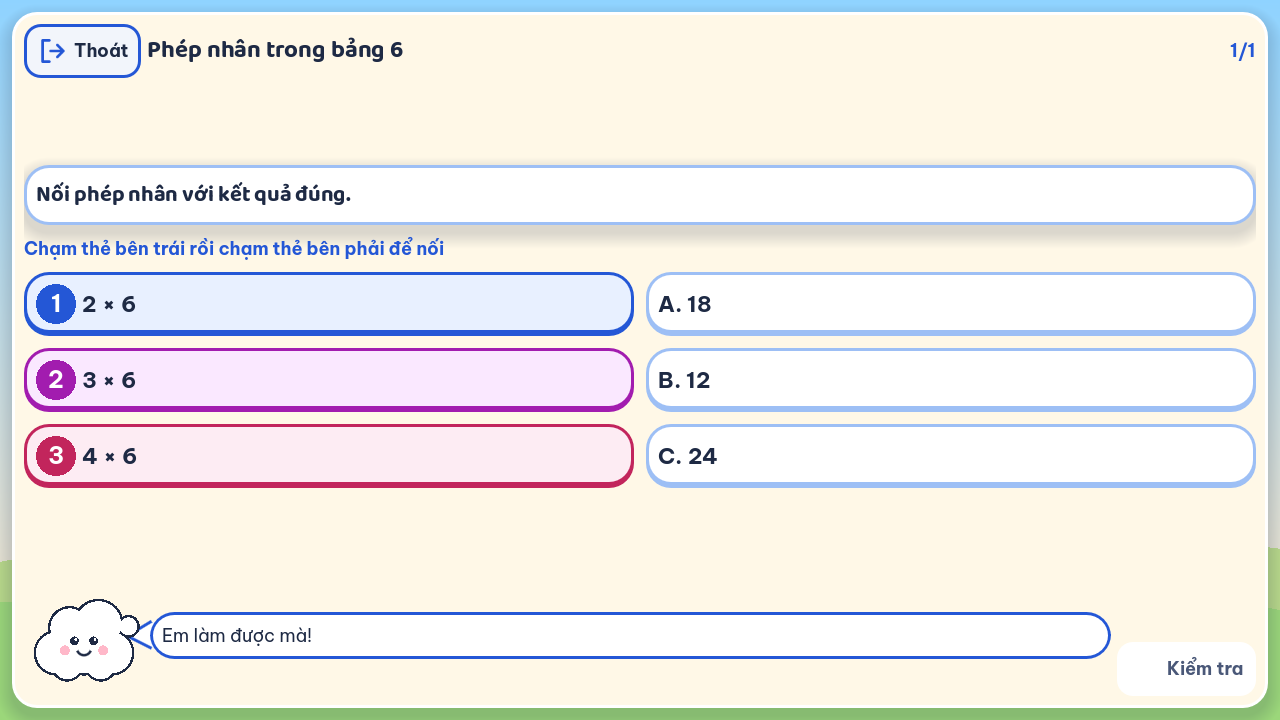 Thoát
Phép nhân trong bảng 6
1/1
Nối phép nhân với kết quả đúng.
Chạm thẻ bên trái rồi chạm thẻ bên phải để nối
1 2 × 6
A. 18
2 3 × 6
B. 12
3 4 × 6
C. 24
Em làm được mà!
Kiểm tra